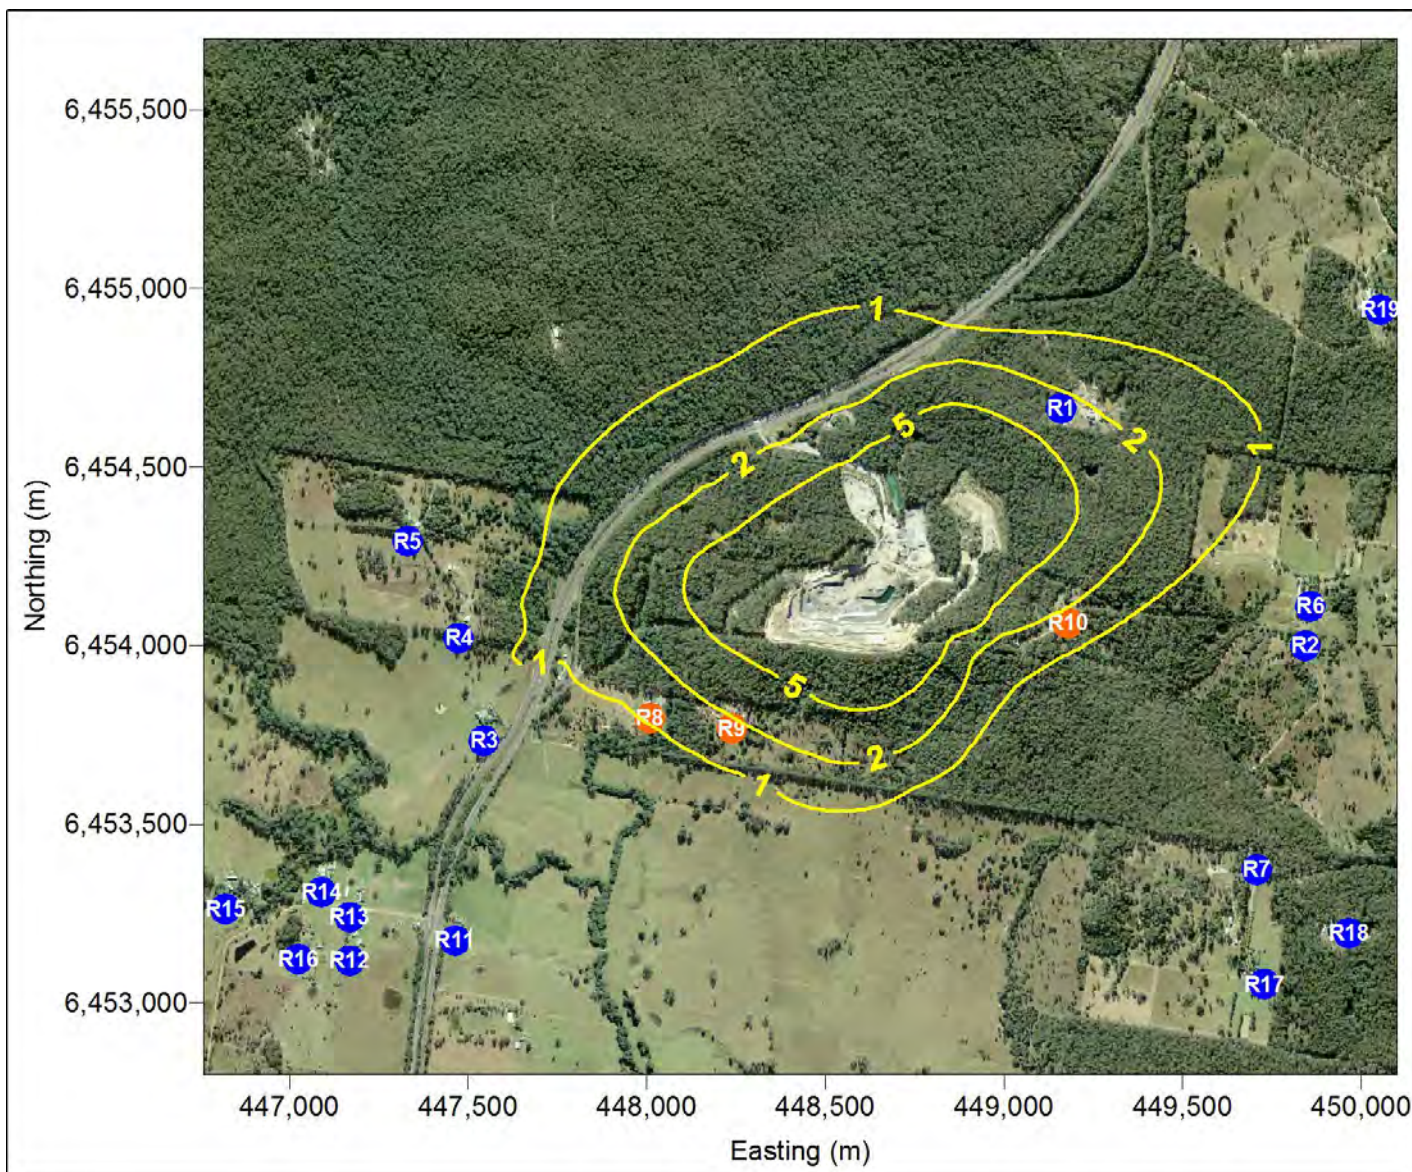 6,455,500
6,455,000
6,454,500
6,454,000
6,453,500
6,453,000
Northing (m)
1
R19
R1
5
2
2
1
R5
R6
R10
R4
R2
1
5
R8
R9
R3
2
1
R7
R14
R15
R13
R18
R11
R16
R12
R17
447,000
447,500
448,000
448,500
449,000
449,500
450,000
Easting (m)